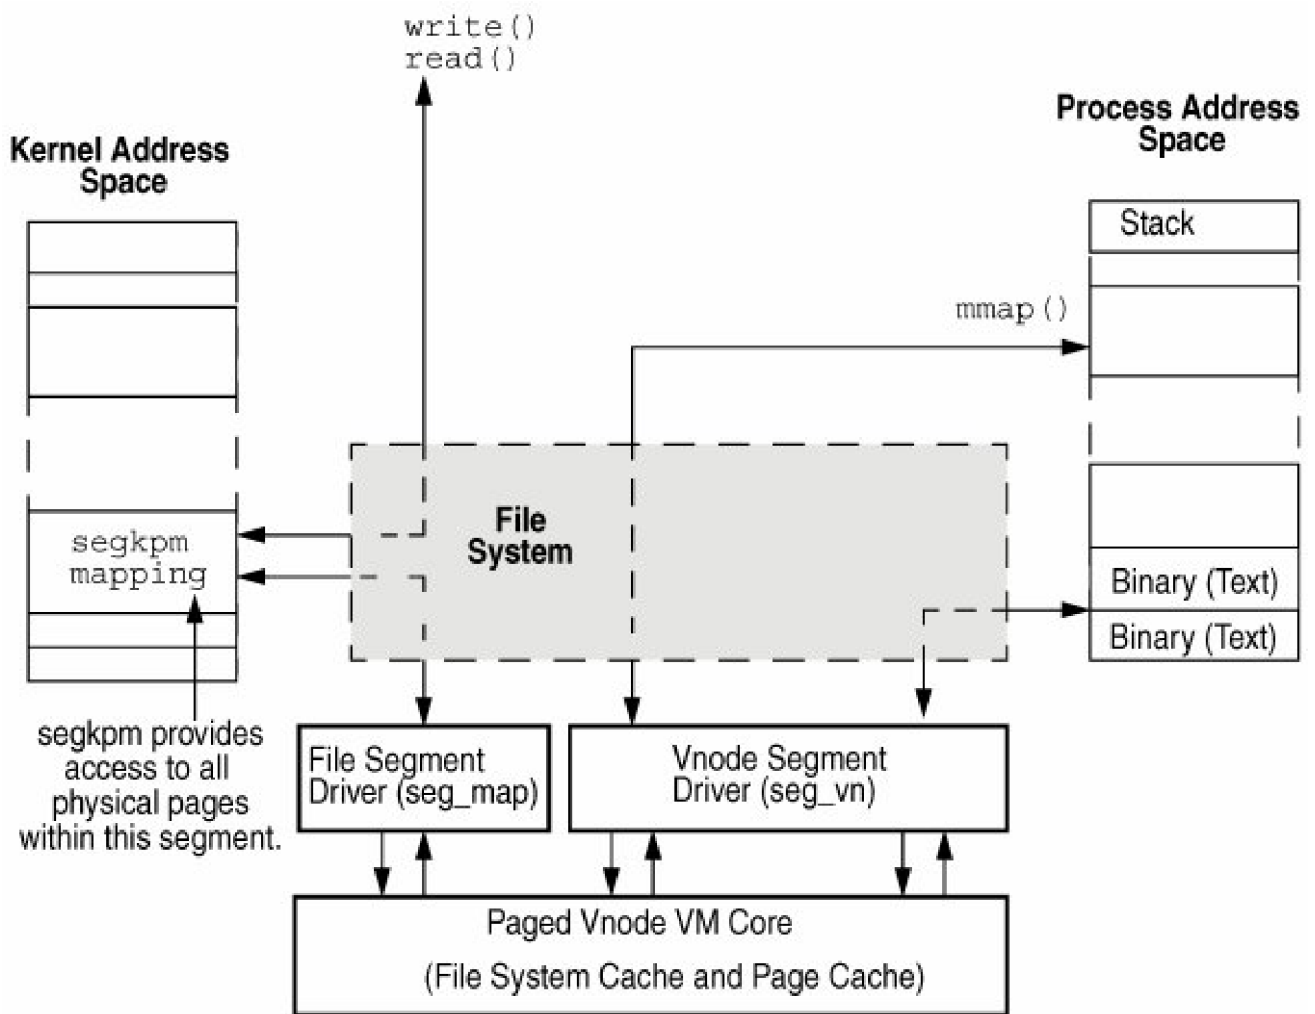 write()
read()
Process Address
Space
Kernel Address
Space
Stack
mmap()
File
System
segkpm
mapping
Binary (Text)
Binary (Text)
segkpm provides
access to all
physical pages
within this segment.
File Segment
Driver (seg_map)
Vnode Segment
Driver (seg_vn)
Paged Vnode VM Core
(File System Cache and Page Cache)